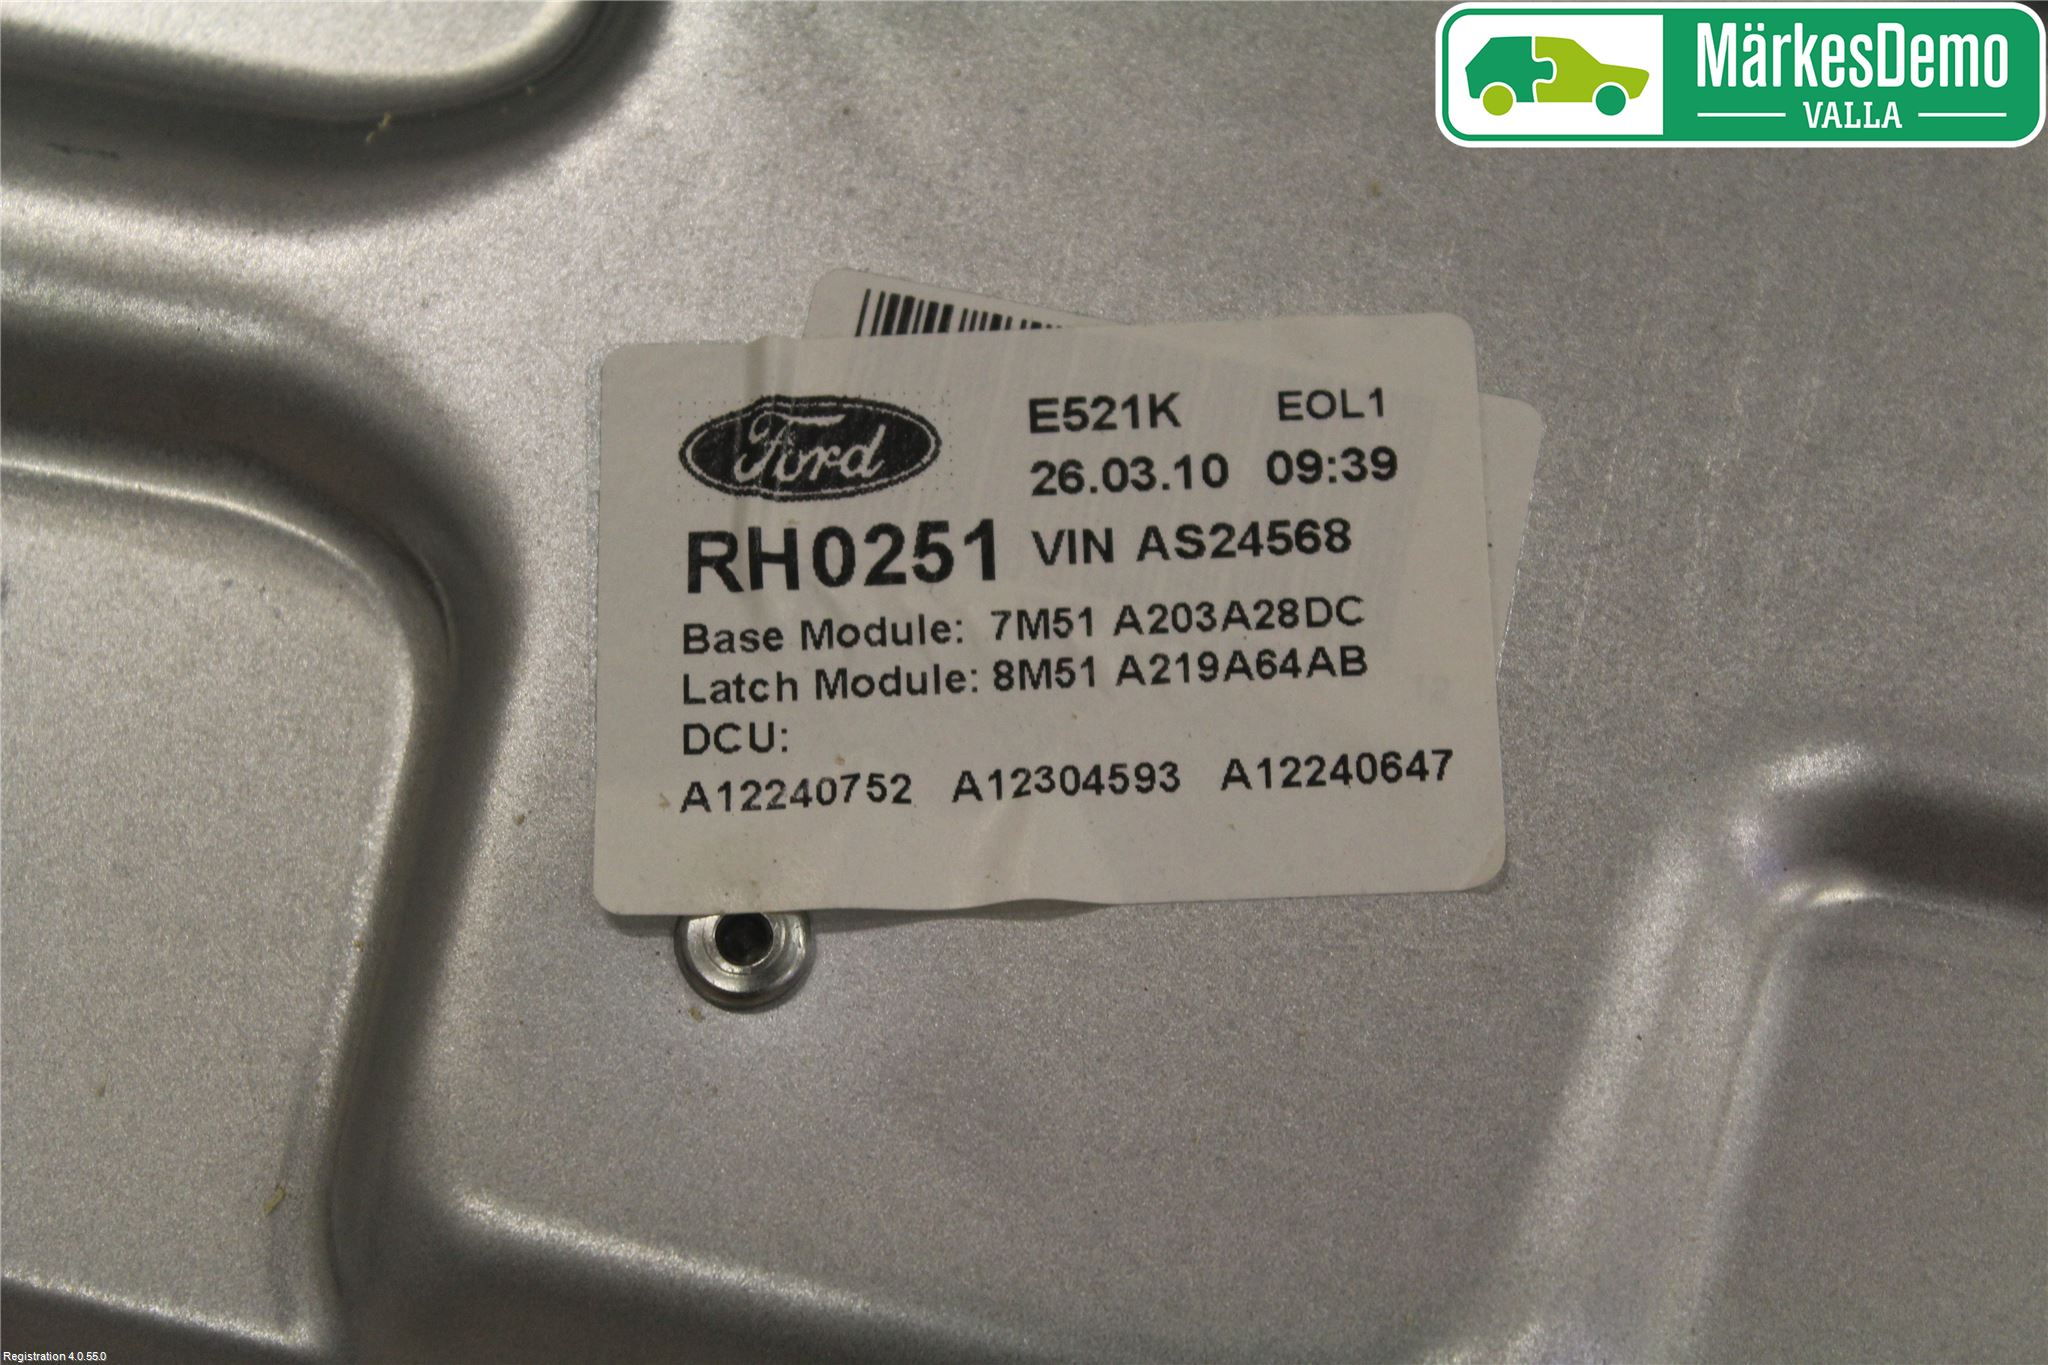 MärkesDemo
VALLA
Ford
E521K EOL1
26.03.10 09:39
RH0251 VIN AS24568
Base Module: 7M51 A203A28DC
Latch Module: 8M51 A219A64AB
DCU:
A12240752 A12304593 A12240647
Registration 4.0.55.0